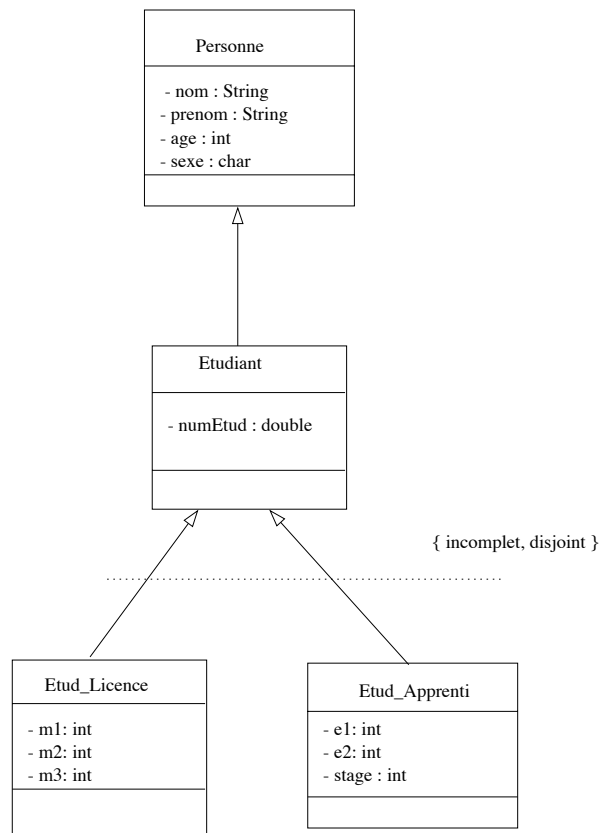 Personne
- nom : String
- prenom : String
- age : int
- sexe : char
Etudiant
- numEtud : double
{ incomplet, disjoint }
Etud_Licence
- m1: int
- m2: int
- m3: int
Etud_Apprenti
- e1: int
- e2: int
- stage : int